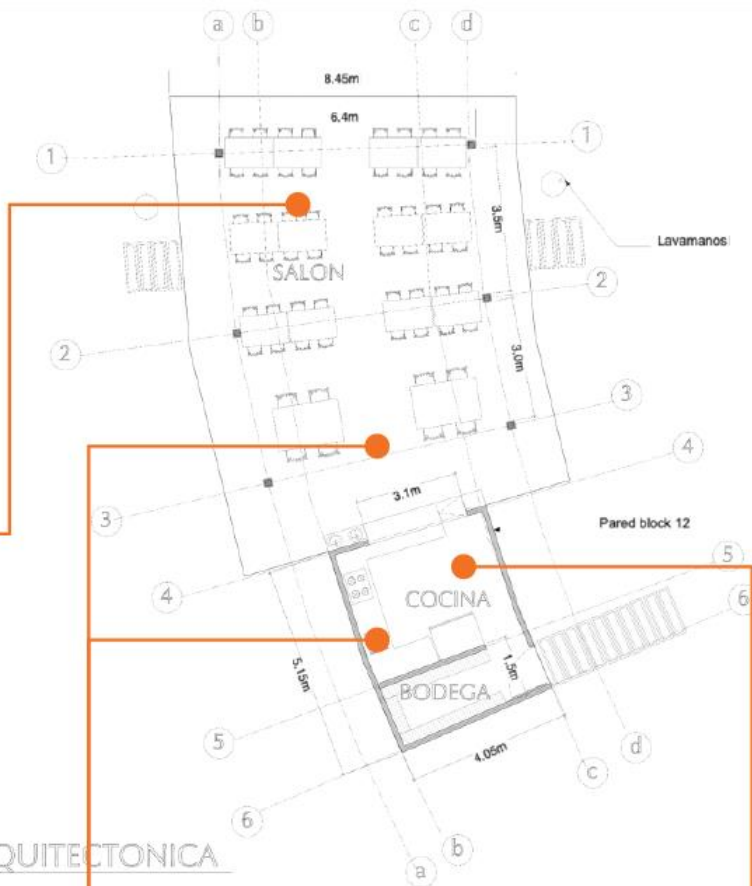 a b c d
8.45m
6,4m
1 1
3,5m
Lavamanos
SALON
2 2
3,0m
3 3
4 4
3.1m
Pared block 12
COCINA
5 5
6 6
5.15m
1.5m
BODEGA
4.05m
a b c d
QUITECTONICA